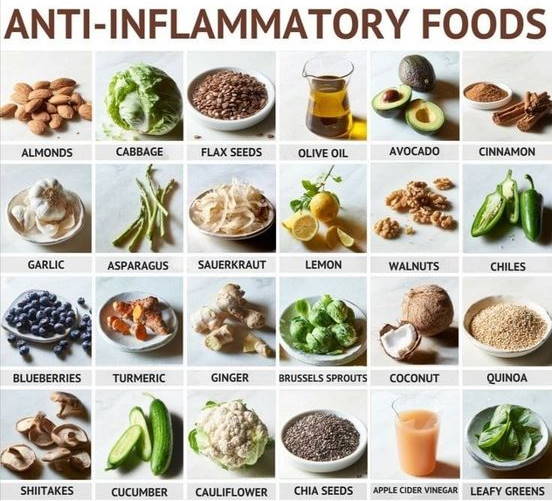 ANTI-INFLAMMATORY FOODS
ALMONDS
CABBAGE
FLAX SEEDS
OLIVE OIL
AVOCADO
CINNAMON
GARLIC
ASPARAGUS
SAUERKRAUT
LEMON
WALNUTS
CHILES
BLUEBERRIES
TURMERIC
GINGER
BRUSSELS SPROUTS
COCONUT
QUINOA
SHIITAKES
CUCUMBER
CAULIFLOWER
CHIA SEEDS
APPLE CIDER VINEGAR
LEAFY GREENS